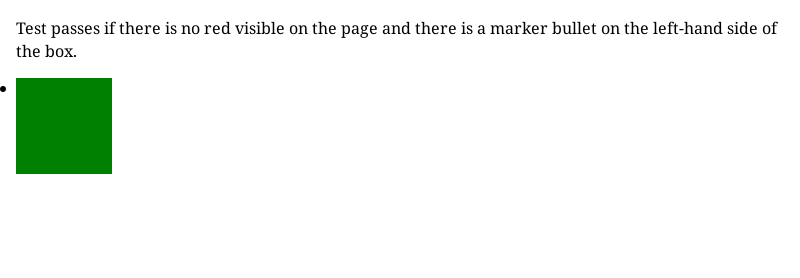 Test passes if there is no red visible on the page and there is a marker bullet on the left-hand side of
the box.